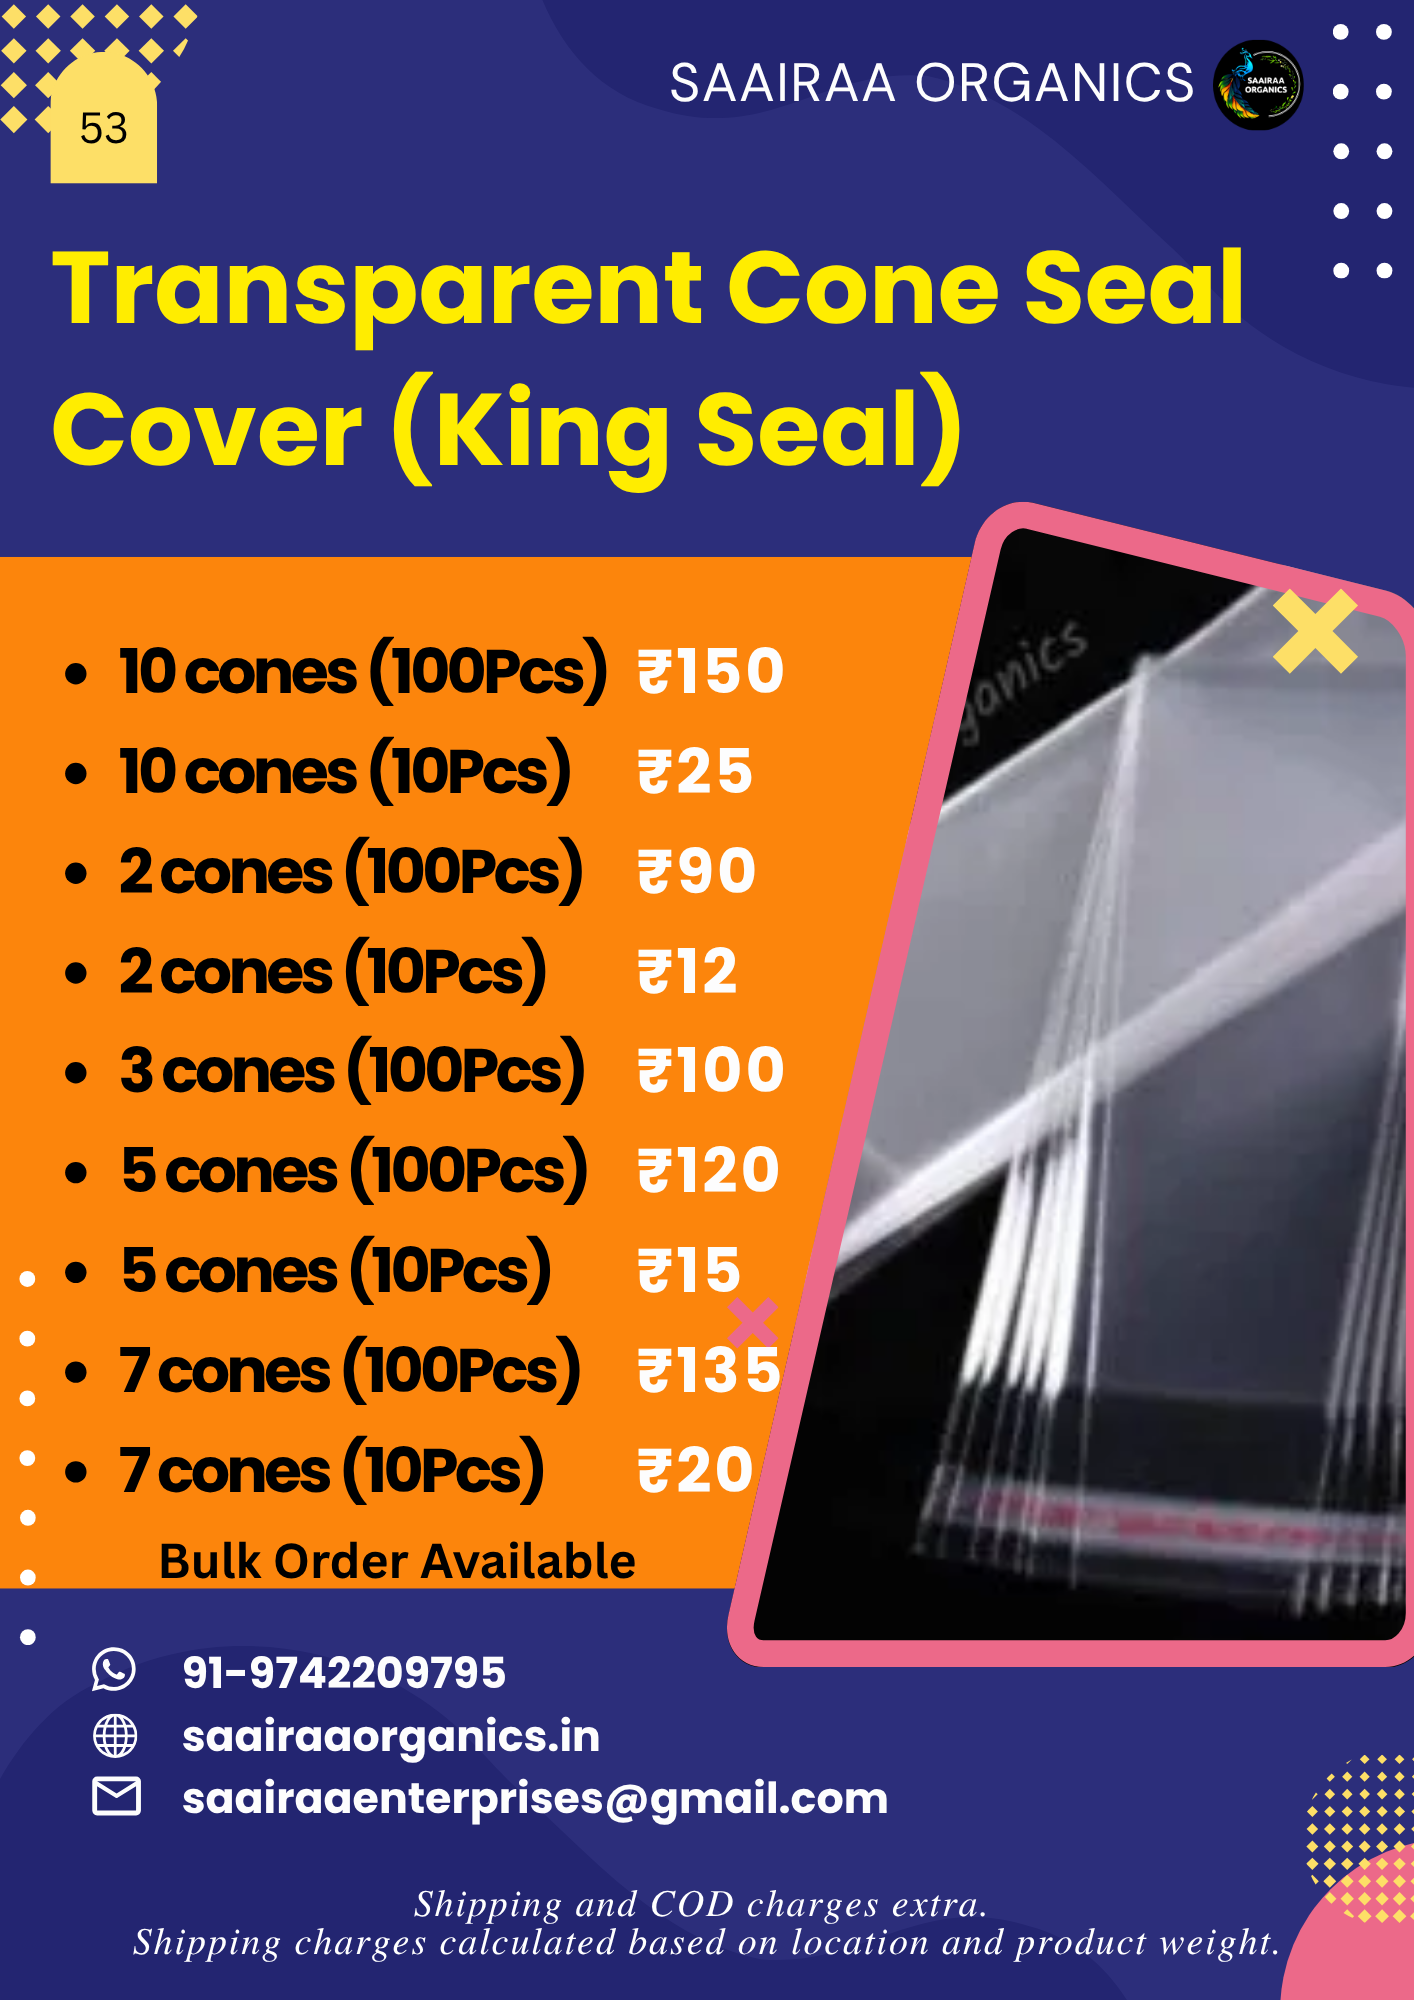 53
SAAIRAA ORGANICS
SAAIRAA
ORGANICS
Transparent Cone Seal
Cover (King Seal)
ganics
10 cones (100Pcs) ₹150
10 cones (10Pcs) ₹25
2 cones (100Pcs) ₹90
2 cones (10Pcs) ₹12
3 cones (100Pcs) ₹100
5 cones (100Pcs) ₹120
5 cones (10Pcs) ₹15
7 cones (100Pcs) ₹135
7 cones (10Pcs) ₹20
Bulk Order Available
91-9742209795
saairaaorganics.in
saairaaenterprises@gmail.com
Shipping and COD charges extra.
Shipping charges calculated based on location and product weight.